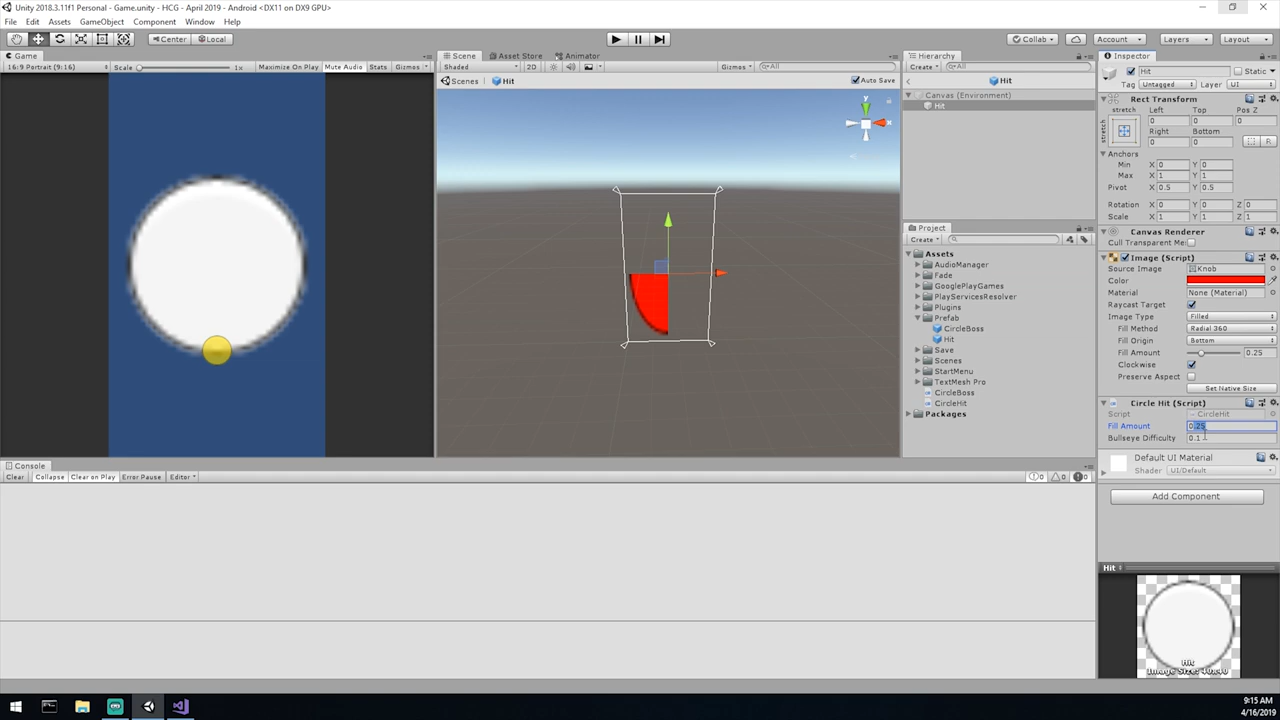 Unity 2018.3.11f1 Personal - Game.unity - HCG - April 2019 - Android <DX11 on DX9 GPU>
File Edit Assets GameObject Component Window Help
Center Local Collab Account Layers Layout
Game Scene Asset Store Animator Hierarchy Inspector
16:9 Portrait (9:16) Scale 1x Maximize On Play Mute Audio Stats Gizmos
Shaded 2D Gizmos All
Create All
Scenes Hit Auto Save
Hit
Canvas (Environment)
Hit
y
x
Project
Create
Assets
AudioManager
Fade
GooglePlayGames
PlayServicesResolver
Plugins
Prefab
CircleBoss
Hit
Save
Scenes
StartMenu
TextMesh Pro
CircleBoss
CircleHit
Packages
Hit Static
Tag Untagged Layer UI
Rect Transform
stretch Left Top Pos Z
stretch 0 0 0
Right Bottom
0 0 R
Anchors
Min X 0 Y 0
Max X 1 Y 1
Pivot X 0.5 Y 0.5
Rotation X 0 Y 0 Z 0
Scale X 1 Y 1 Z 1
Canvas Renderer
Cull Transparent Me
Image (Script)
Source Image Knob
Color
Material None (Material)
Raycast Target
Image Type Filled
Fill Method Radial 360
Fill Origin Bottom
Fill Amount 0.25
Clockwise
Preserve Aspect
Set Native Size
Circle Hit (Script)
Script CircleHit
Fill Amount 0.25
Bullseye Difficulty 0.1
Default UI Material
Shader UI/Default
Add Component
Hit
Hit
Image Size: 40x40
Console
Clear Collapse Clear on Play Error Pause Editor 0 0 0
9:15 AM
4/16/2019